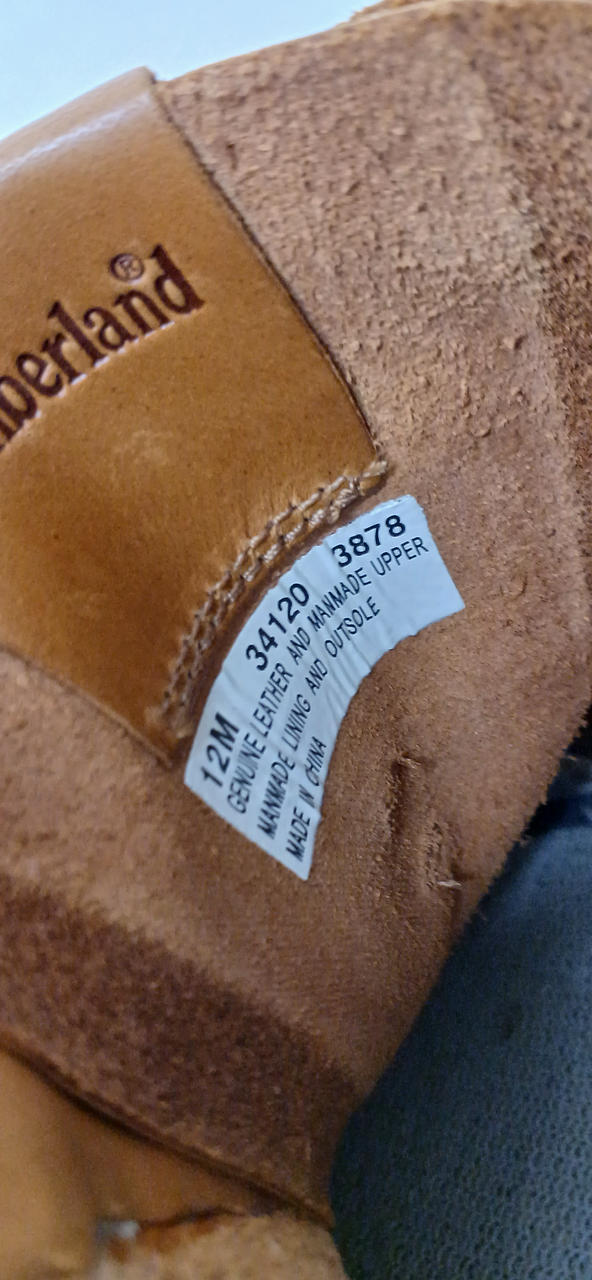 berland®
12M 34120 3878
GENUINE LEATHER AND MANMADE UPPER
MANMADE LINING AND OUTSOLE
MADE IN CHINA